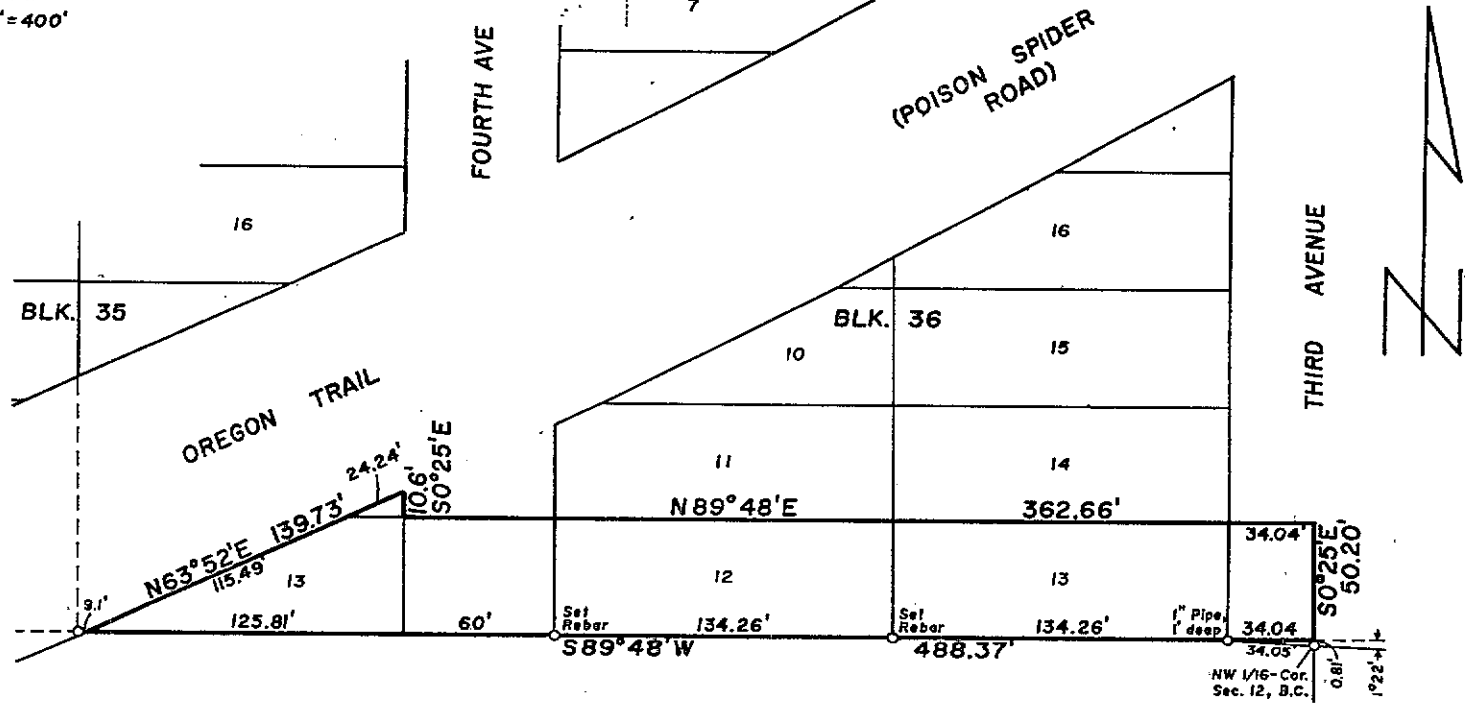 '=400'
7
FOURTH AVE
(POISON SPIDER
ROAD)
16
16
THIRD AVENUE
BLK. 35
BLK. 36
15
10
OREGON TRAIL
24.24'
10.6'
S0°25'E
11
14
N89°48'E
362.66'
N63°52'E 139.73'
115.49'
34.04'
S0°25'E
50.20'
13
12
13
125.81'
60'
Set
Rebar
134.26'
Set
Rebar
134.26'
1" Pipe,
1' deep
34.04
S89°48'W
488.37'
34.05
NW 1/16-Cor.
Sec. 12, B.C.
0.81'
1°22'